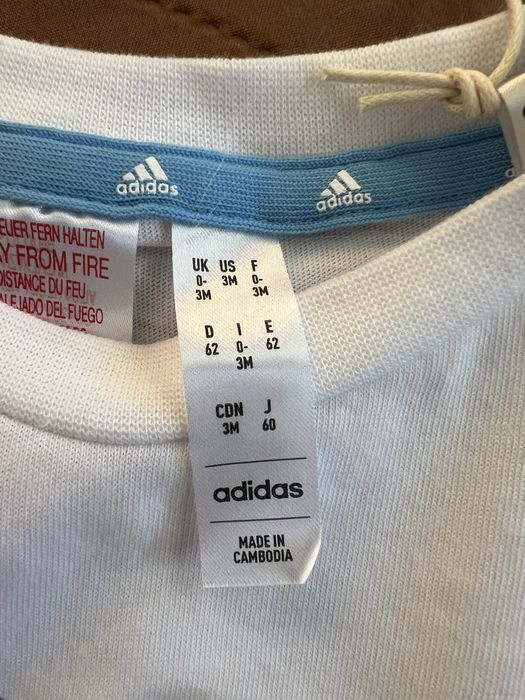 adidas
adidas
EUER FERN HALTEN
Y FROM FIRE
DISTANCE DU FEU
ALEJADO DEL FUEGO
UK US F
0- 3M 0-
3M 3M
D I E
62 0- 62
3M
CDN J
3M 60
adidas
MADE IN
CAMBODIA